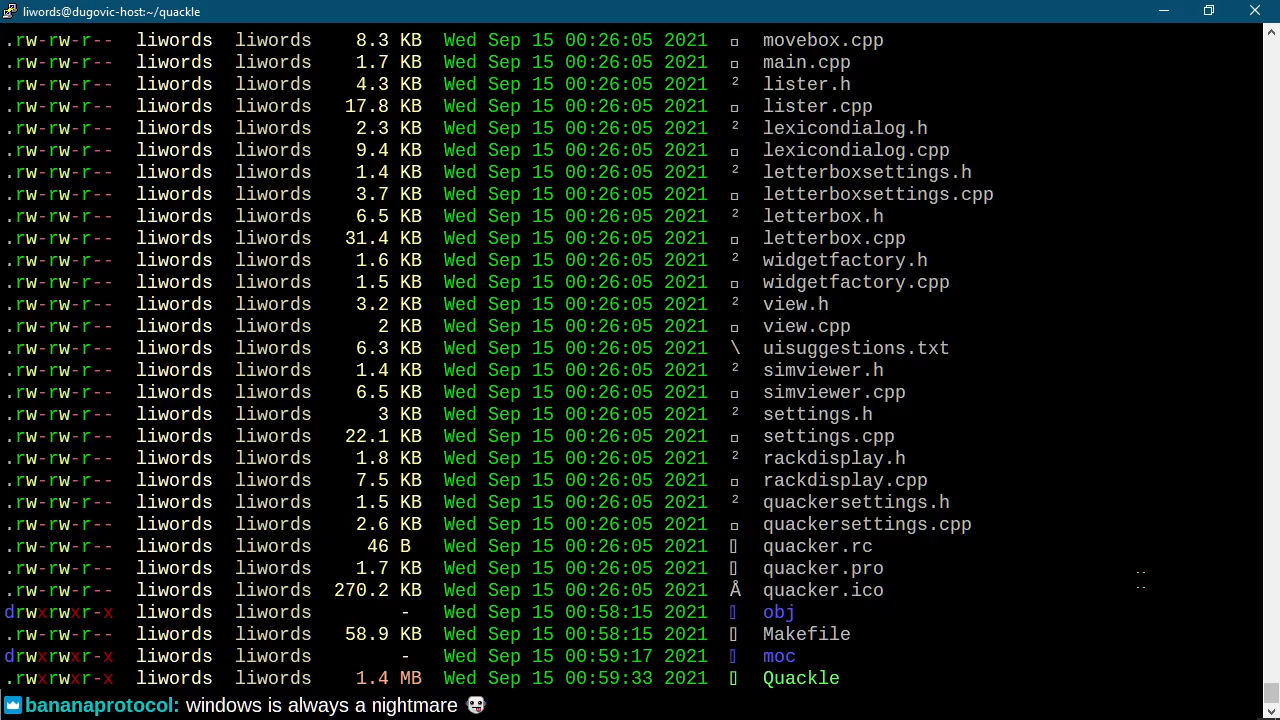 liwords@dugovic-host:~/quackle
.rw-rw-r-- liwords liwords 8.3 KB Wed Sep 15 00:26:05 2021 movebox.cpp
.rw-rw-r-- liwords liwords 1.7 KB Wed Sep 15 00:26:05 2021 main.cpp
.rw-rw-r-- liwords liwords 4.3 KB Wed Sep 15 00:26:05 2021 ² lister.h
.rw-rw-r-- liwords liwords 17.8 KB Wed Sep 15 00:26:05 2021 lister.cpp
.rw-rw-r-- liwords liwords 2.3 KB Wed Sep 15 00:26:05 2021 ² lexicondialog.h
.rw-rw-r-- liwords liwords 9.4 KB Wed Sep 15 00:26:05 2021 lexicondialog.cpp
.rw-rw-r-- liwords liwords 1.4 KB Wed Sep 15 00:26:05 2021 ² letterboxsettings.h
.rw-rw-r-- liwords liwords 3.7 KB Wed Sep 15 00:26:05 2021 letterboxsettings.cpp
.rw-rw-r-- liwords liwords 6.5 KB Wed Sep 15 00:26:05 2021 ² letterbox.h
.rw-rw-r-- liwords liwords 31.4 KB Wed Sep 15 00:26:05 2021 letterbox.cpp
.rw-rw-r-- liwords liwords 1.6 KB Wed Sep 15 00:26:05 2021 ² widgetfactory.h
.rw-rw-r-- liwords liwords 1.5 KB Wed Sep 15 00:26:05 2021 widgetfactory.cpp
.rw-rw-r-- liwords liwords 3.2 KB Wed Sep 15 00:26:05 2021 ² view.h
.rw-rw-r-- liwords liwords 2 KB Wed Sep 15 00:26:05 2021 view.cpp
.rw-rw-r-- liwords liwords 6.3 KB Wed Sep 15 00:26:05 2021 \ uisuggestions.txt
.rw-rw-r-- liwords liwords 1.4 KB Wed Sep 15 00:26:05 2021 ² simviewer.h
.rw-rw-r-- liwords liwords 6.5 KB Wed Sep 15 00:26:05 2021 simviewer.cpp
.rw-rw-r-- liwords liwords 3 KB Wed Sep 15 00:26:05 2021 ² settings.h
.rw-rw-r-- liwords liwords 22.1 KB Wed Sep 15 00:26:05 2021 settings.cpp
.rw-rw-r-- liwords liwords 1.8 KB Wed Sep 15 00:26:05 2021 ² rackdisplay.h
.rw-rw-r-- liwords liwords 7.5 KB Wed Sep 15 00:26:05 2021 rackdisplay.cpp
.rw-rw-r-- liwords liwords 1.5 KB Wed Sep 15 00:26:05 2021 ² quackersettings.h
.rw-rw-r-- liwords liwords 2.6 KB Wed Sep 15 00:26:05 2021 quackersettings.cpp
.rw-rw-r-- liwords liwords 46 B Wed Sep 15 00:26:05 2021 quacker.rc
.rw-rw-r-- liwords liwords 1.7 KB Wed Sep 15 00:26:05 2021 quacker.pro
.rw-rw-r-- liwords liwords 270.2 KB Wed Sep 15 00:26:05 2021 Å quacker.ico
drwxrwxr-x liwords liwords - Wed Sep 15 00:58:15 2021 obj
.rw-rw-r-- liwords liwords 58.9 KB Wed Sep 15 00:58:15 2021 Makefile
drwxrwxr-x liwords liwords - Wed Sep 15 00:59:17 2021 moc
.rwxrwxr-x liwords liwords 1.4 MB Wed Sep 15 00:59:33 2021 Quackle
bananaprotocol: windows is always a nightmare 👻